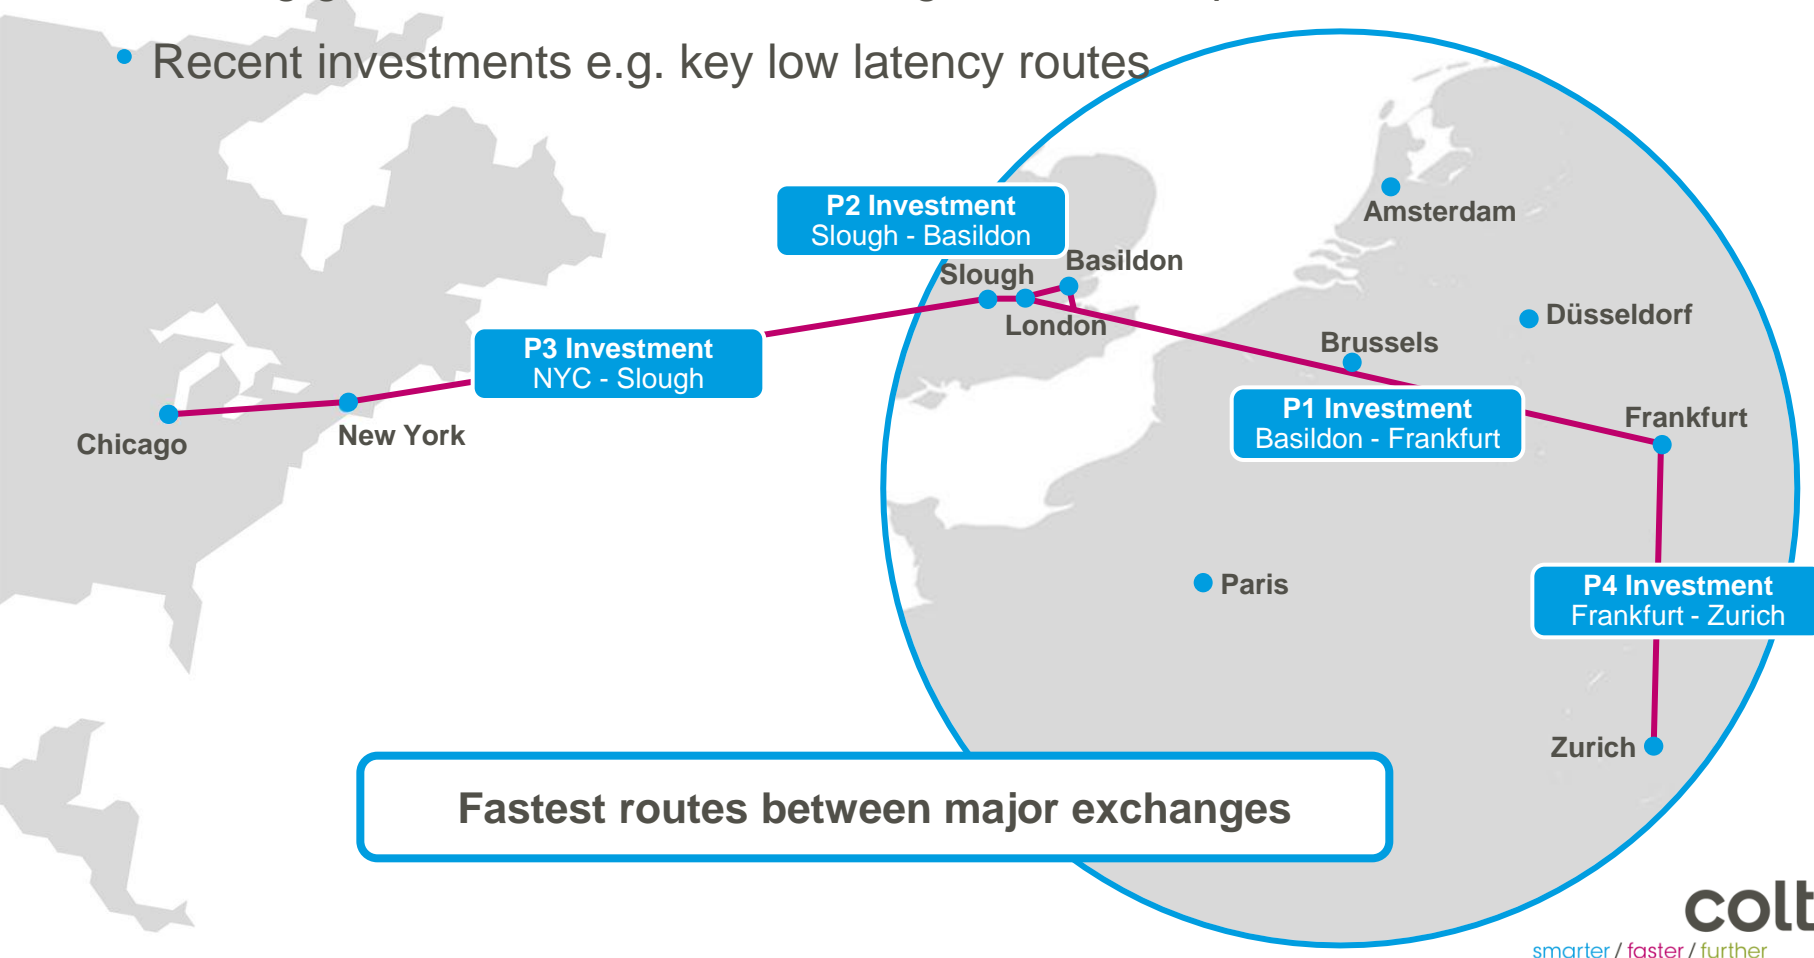 • Recent investments e.g. key low latency routes
P2 Investment
Slough - Basildon
Amsterdam
Basildon
Slough
London
Düsseldorf
Brussels
P3 Investment
NYC - Slough
P1 Investment
Basildon - Frankfurt
Frankfurt
New York
Chicago
Paris
P4 Investment
Frankfurt - Zurich
Zurich
Fastest routes between major exchanges
colt
smarter / faster / further